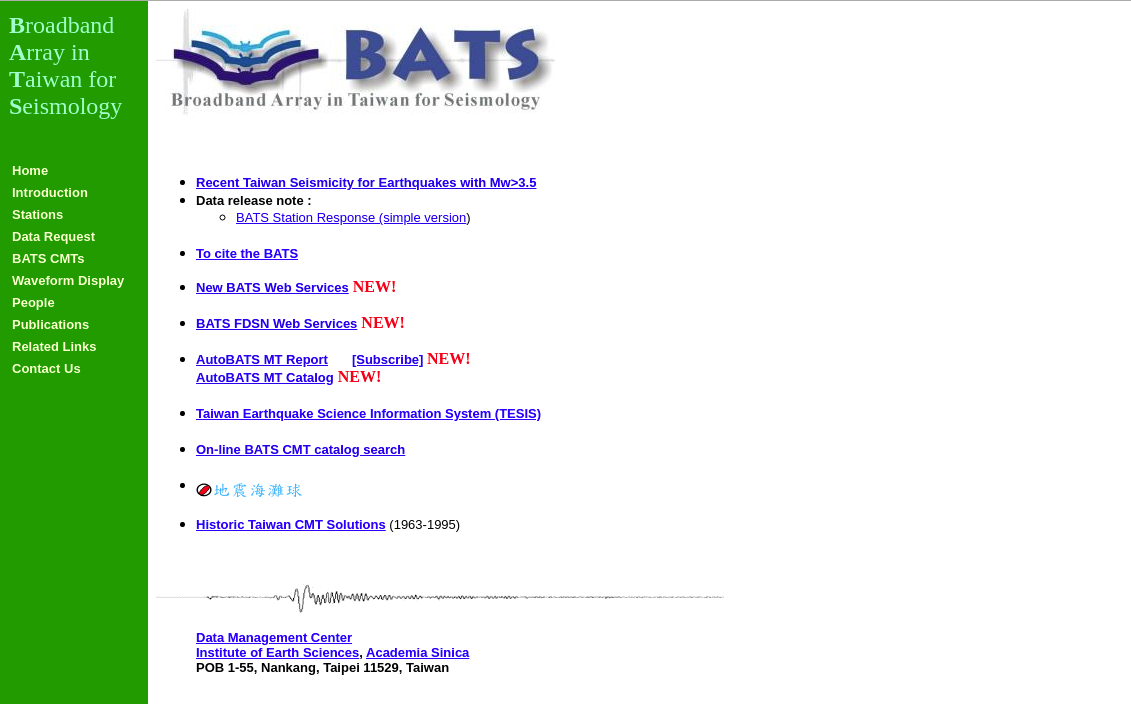 Broadband
Array in
Taiwan for
Seismology
Home
Introduction
Stations
Data Request
BATS CMTs
Waveform Display
People
Publications
Related Links
Contact Us
BATS
Broadband Array in Taiwan for Seismology
Recent Taiwan Seismicity for Earthquakes with Mw>3.5
Data release note :
BATS Station Response (simple version)
To cite the BATS
New BATS Web Services NEW!
BATS FDSN Web Services NEW!
AutoBATS MT Report [Subscribe] NEW!
AutoBATS MT Catalog NEW!
Taiwan Earthquake Science Information System (TESIS)
On-line BATS CMT catalog search
地震海灘球
Historic Taiwan CMT Solutions (1963-1995)
Data Management Center
Institute of Earth Sciences, Academia Sinica
POB 1-55, Nankang, Taipei 11529, Taiwan